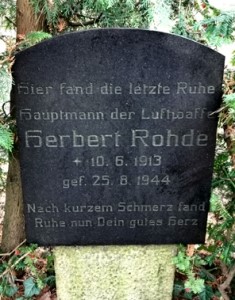 Hier fand die letzte Ruhe
Hauptmann der Luftwaffe
Herbert Rohde
* 10. 6. 1913
gef. 25. 8. 1944
Nach kurzem Schmerz fand
Ruhe nun Dein gutes Herz